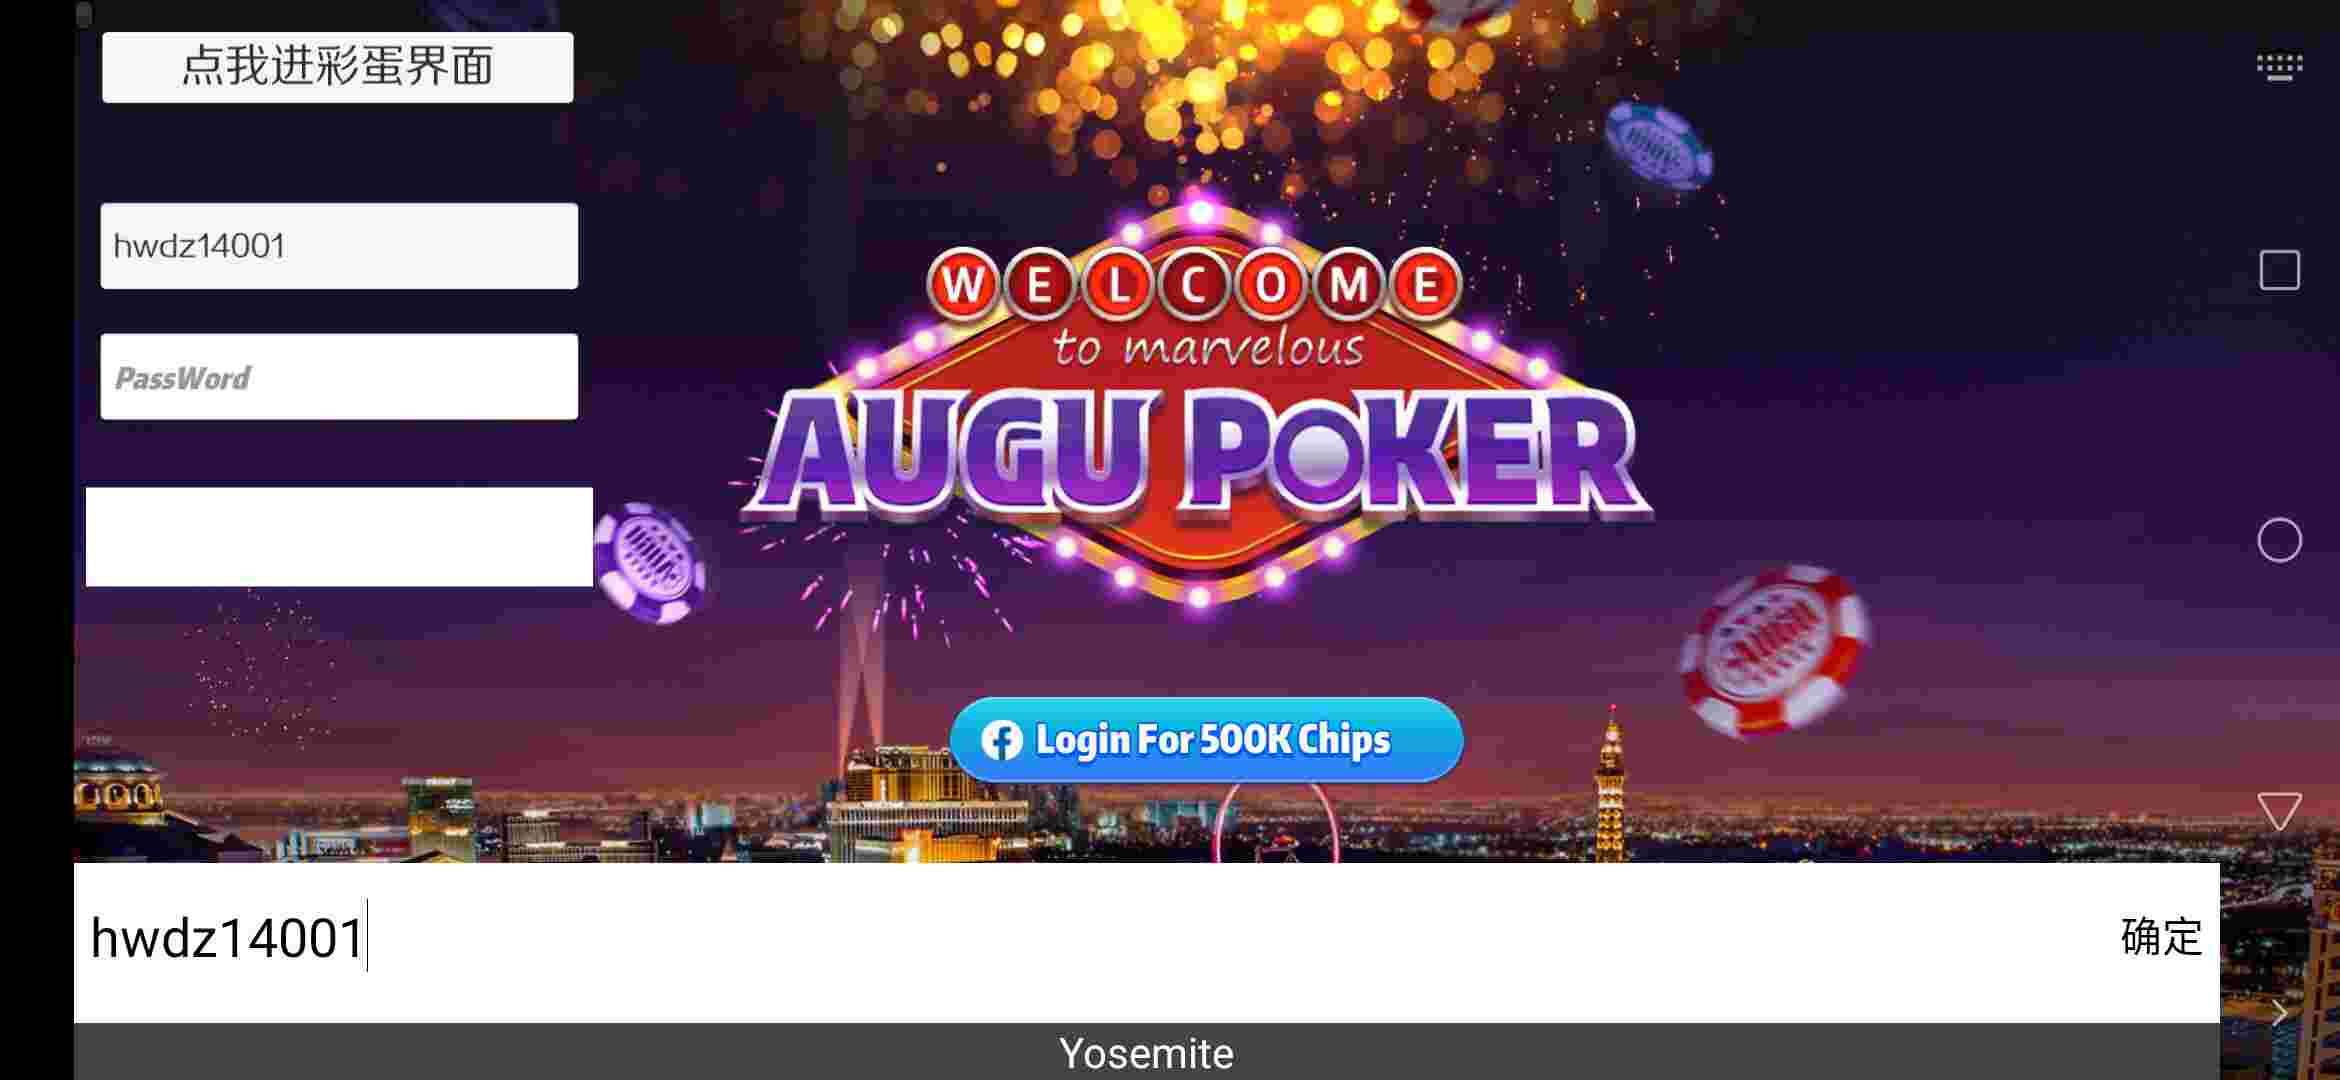 点我进彩蛋界面
hwdz14001
PassWord
WELCOME
to marvelous
AUGU POKER
Login For 500K Chips
hwdz14001
确定
Yosemite